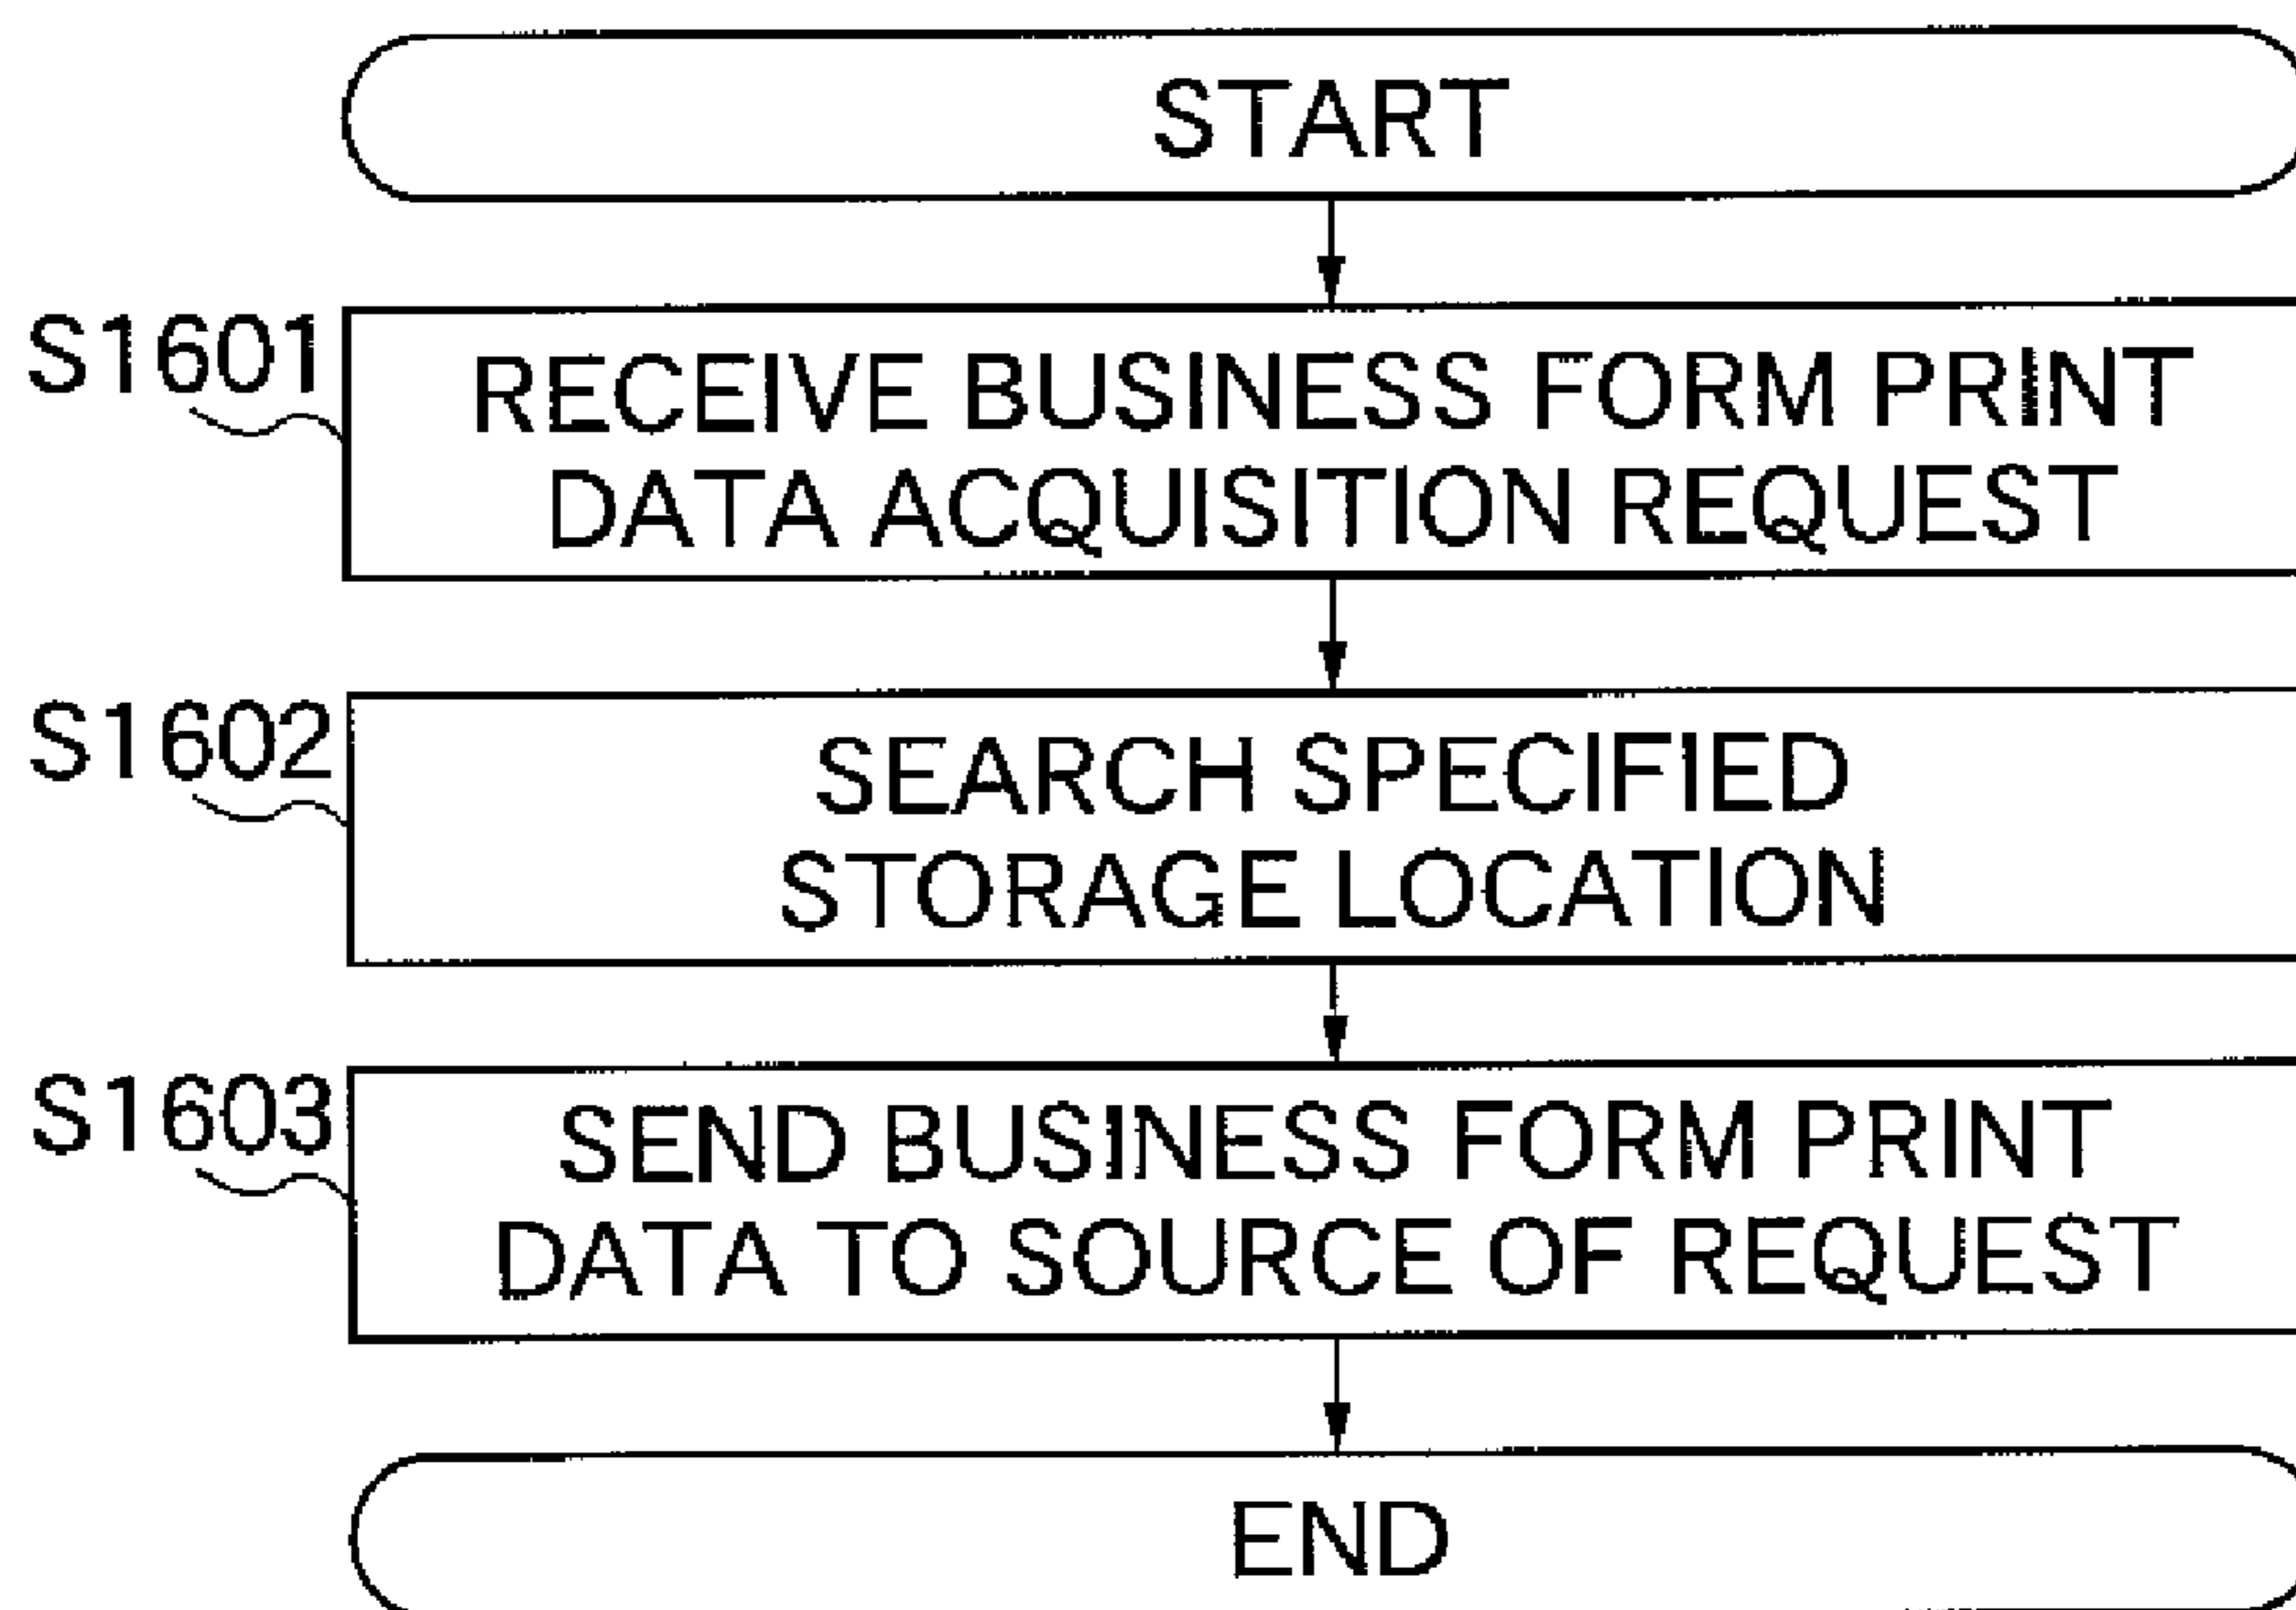 START
S1601
RECEIVE BUSINESS FORM PRINT
DATA ACQUISITION REQUEST
S1602
SEARCH SPECIFIED
STORAGE LOCATION
S1603
SEND BUSINESS FORM PRINT
DATA TO SOURCE OF REQUEST
END